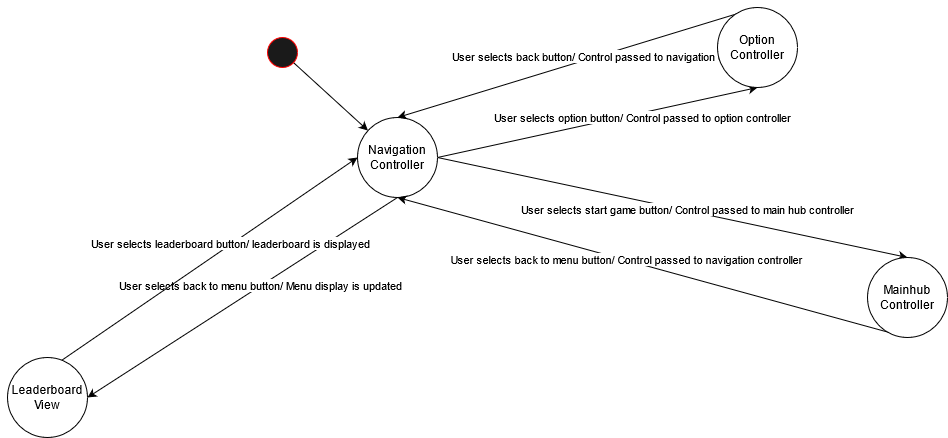 Option
Controller
User selects back button/ Control passed to navigation
User selects option button/ Control passed to option controller
Navigation
Controller
User selects start game button/ Control passed to main hub controller
User selects leaderboard button/ leaderboard is displayed
User selects back to menu button/ Control passed to navigation controller
User selects back to menu button/ Menu display is updated
Mainhub
Controller
Leaderboard
View